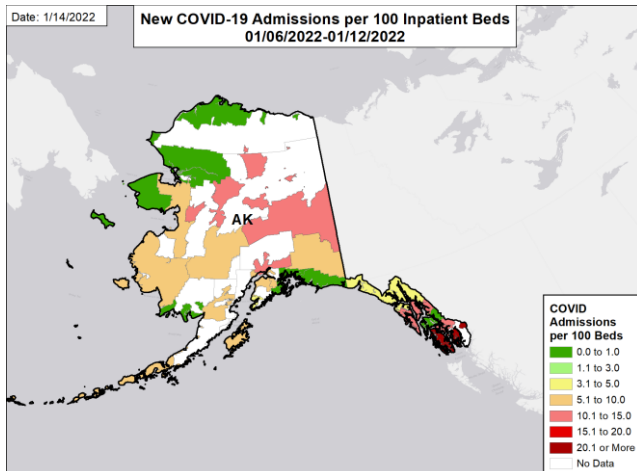 Date: 1/14/2022
New COVID-19 Admissions per 100 Inpatient Beds
01/06/2022-01/12/2022
AK
COVID
Admissions
per 100 Beds
0.0 to 1.0
1.1 to 3.0
3.1 to 5.0
5.1 to 10.0
10.1 to 15.0
15.1 to 20.0
20.1 or More
No Data